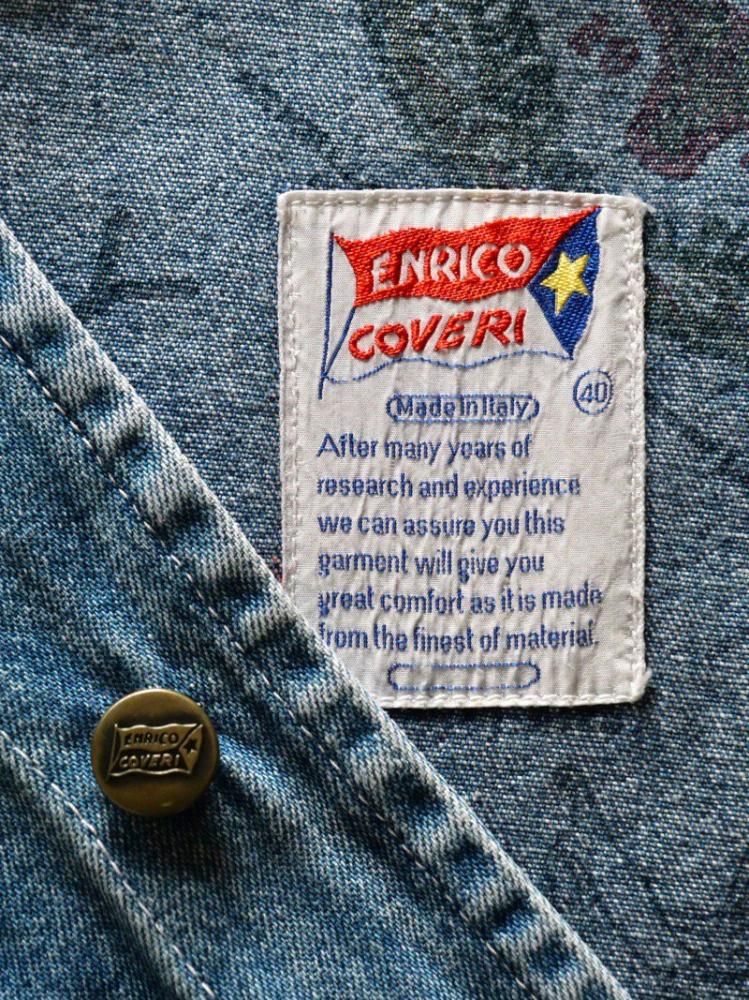 ENRICO
COVERI
40
Made in Italy
After many years of
research and experience
we can assure you this
garment will give you
great comfort as it is made
from the finest of material.
ENRICO
COVERI